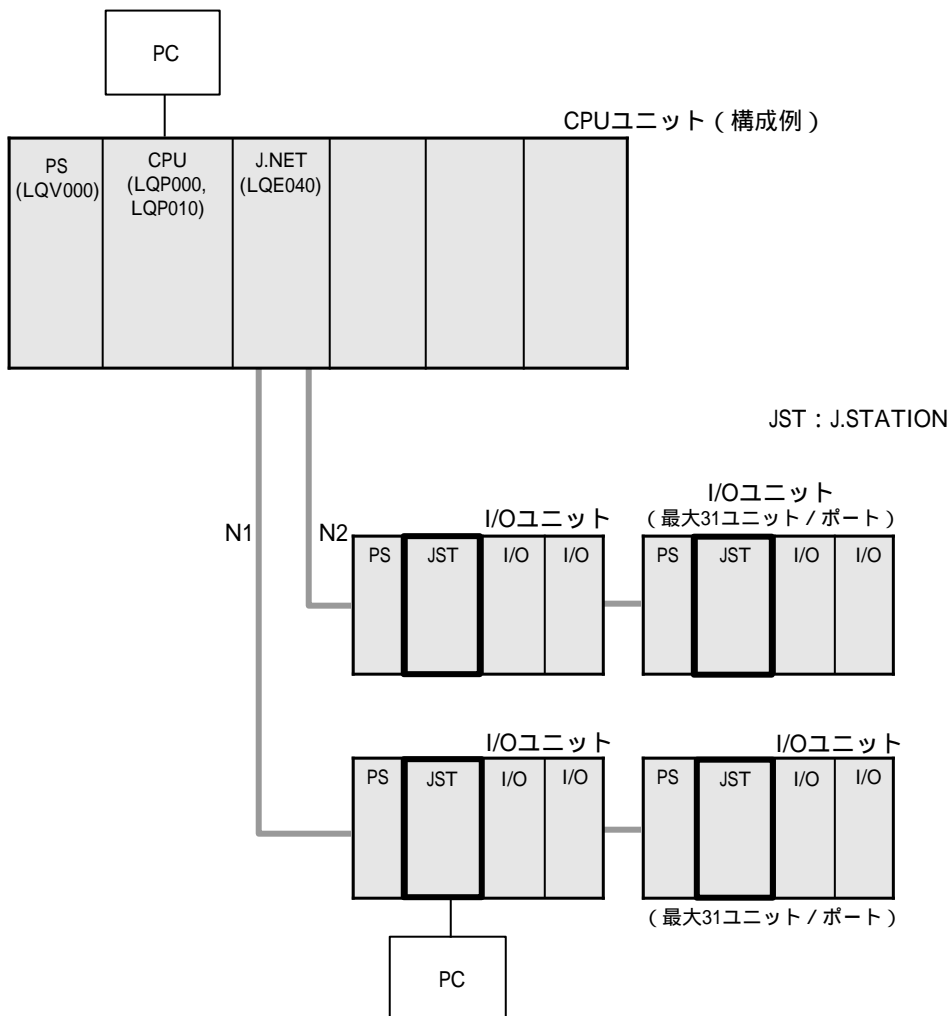 PC
CPUユニット（構成例）
PS
(LQV000)
CPU
(LQP000,
LQP010)
J.NET
(LQE040)
JST：J.STATION
N1
N2
I/Oユニット
PS
JST
I/O
I/O
I/Oユニット
（最大31ユニット／ポート）
PS
JST
I/O
I/O
I/Oユニット
PS
JST
I/O
I/O
I/Oユニット
PS
JST
I/O
I/O
（最大31ユニット／ポート）
PC